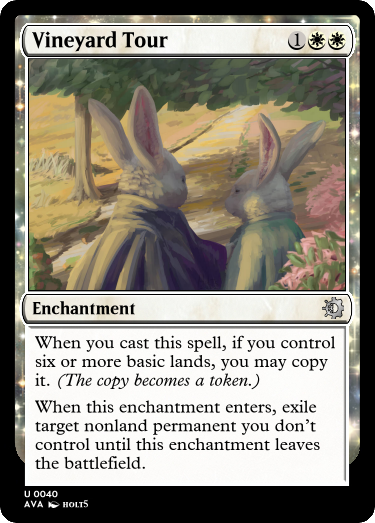 Vineyard Tour 1
Enchantment
When you cast this spell, if you control
six or more basic lands, you may copy
it. (The copy becomes a token.)
When this enchantment enters, exile
target nonland permanent you don't
control until this enchantment leaves
the battlefield.
U 0040
AVA HOLTS